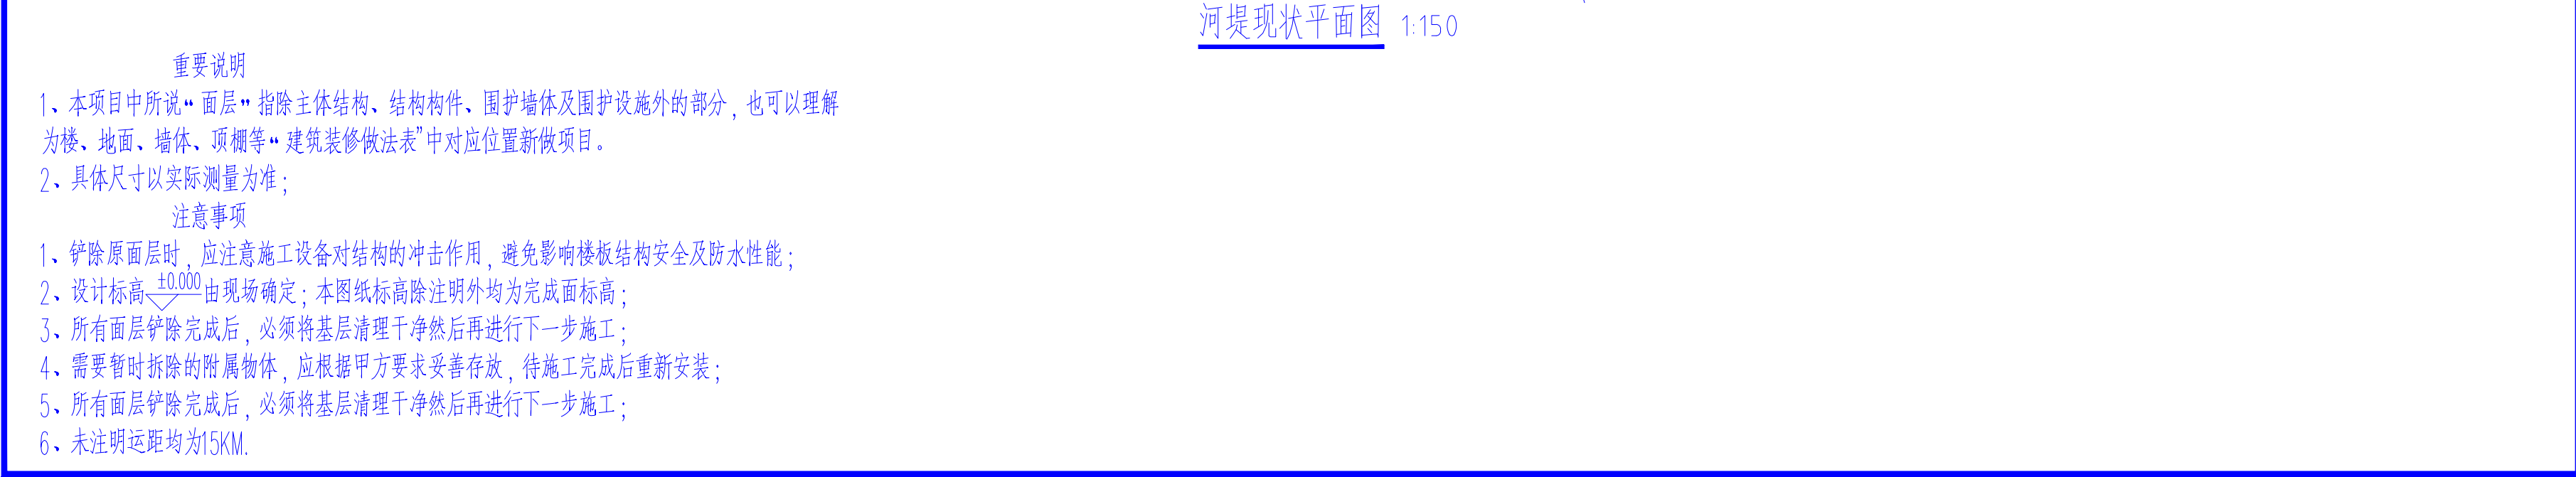 河堤现状平面图 1:150
重要说明
1、本项目中所说“面层”指除主体结构、结构构件、围护墙体及围护设施外的部分，也可以理解
为楼、地面、墙体、顶棚等“建筑装修做法表”中对应位置新做项目。
2、具体尺寸以实际测量为准；
注意事项
1、铲除原面层时，应注意施工设备对结构的冲击作用，避免影响楼板结构安全及防水性能；
2、设计标高±0.000由现场确定；本图纸标高除注明外均为完成面标高；
3、所有面层铲除完成后，必须将基层清理干净然后再进行下一步施工；
4、需要暂时拆除的附属物体，应根据甲方要求妥善存放，待施工完成后重新安装；
5、所有面层铲除完成后，必须将基层清理干净然后再进行下一步施工；
6、未注明运距均为15KM.